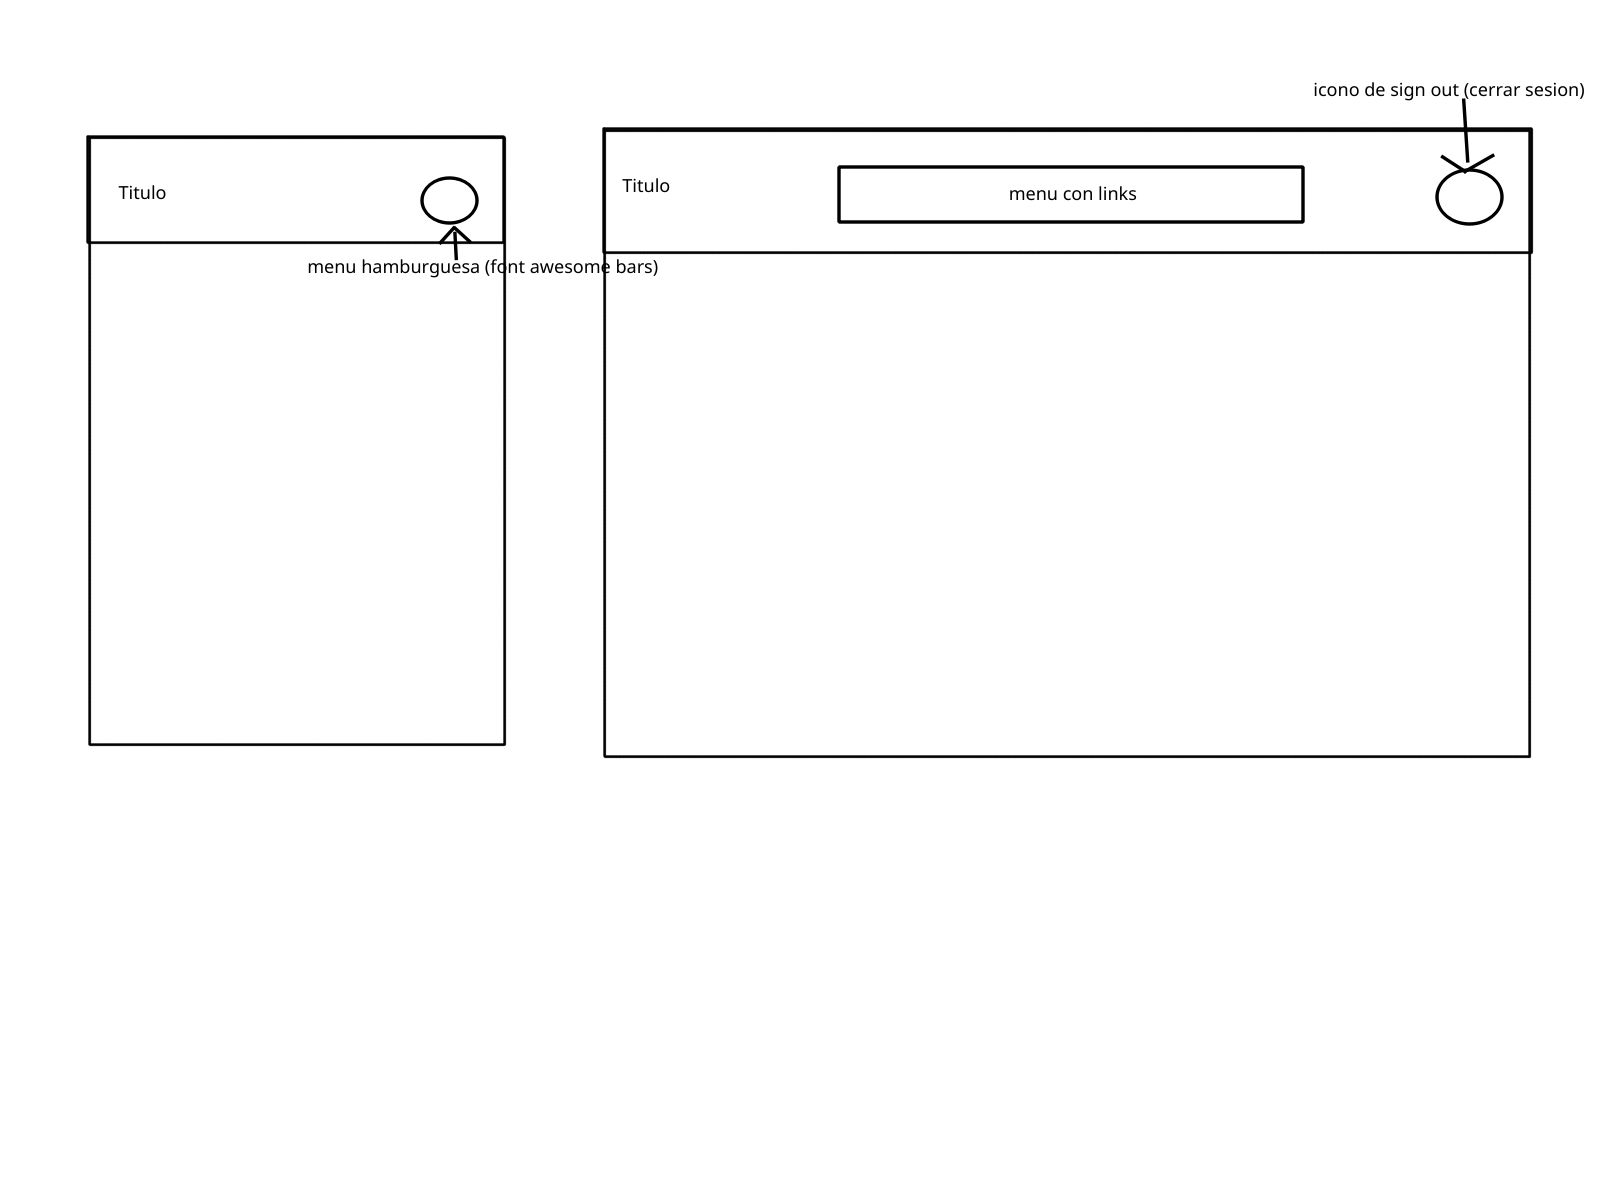 icono de sign out (cerrar sesion)
Titulo
menu hamburguesa (font awesome bars)
Titulo
menu con links